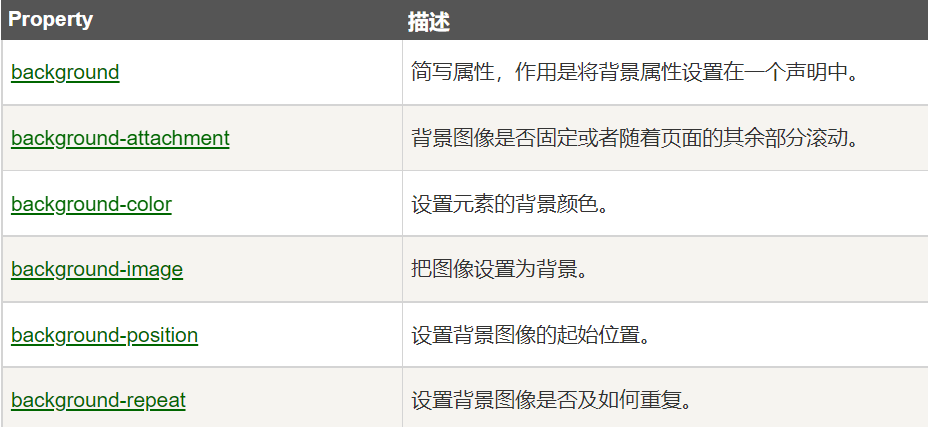 Property 描述
background 简写属性，作用是将背景属性设置在一个声明中。
background-attachment 背景图像是否固定或者随着页面的其余部分滚动。
background-color 设置元素的背景颜色。
background-image 把图像设置为背景。
background-position 设置背景图像的起始位置。
background-repeat 设置背景图像是否及如何重复。